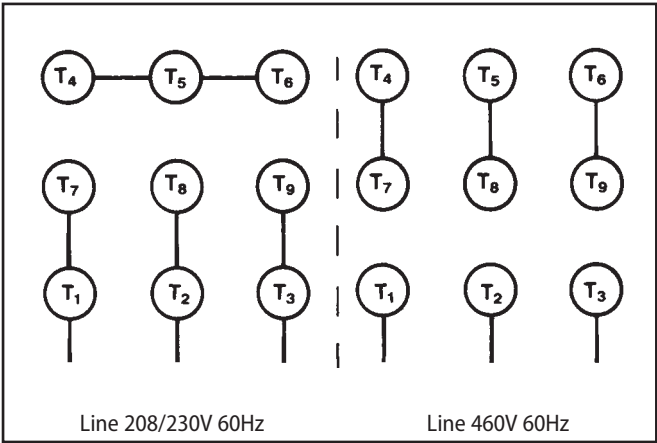 T4 T5 T6 T4 T5 T6
T7 T8 T9 T7 T8 T9
T1 T2 T3 T1 T2 T3
Line 208/230V 60Hz Line 460V 60Hz